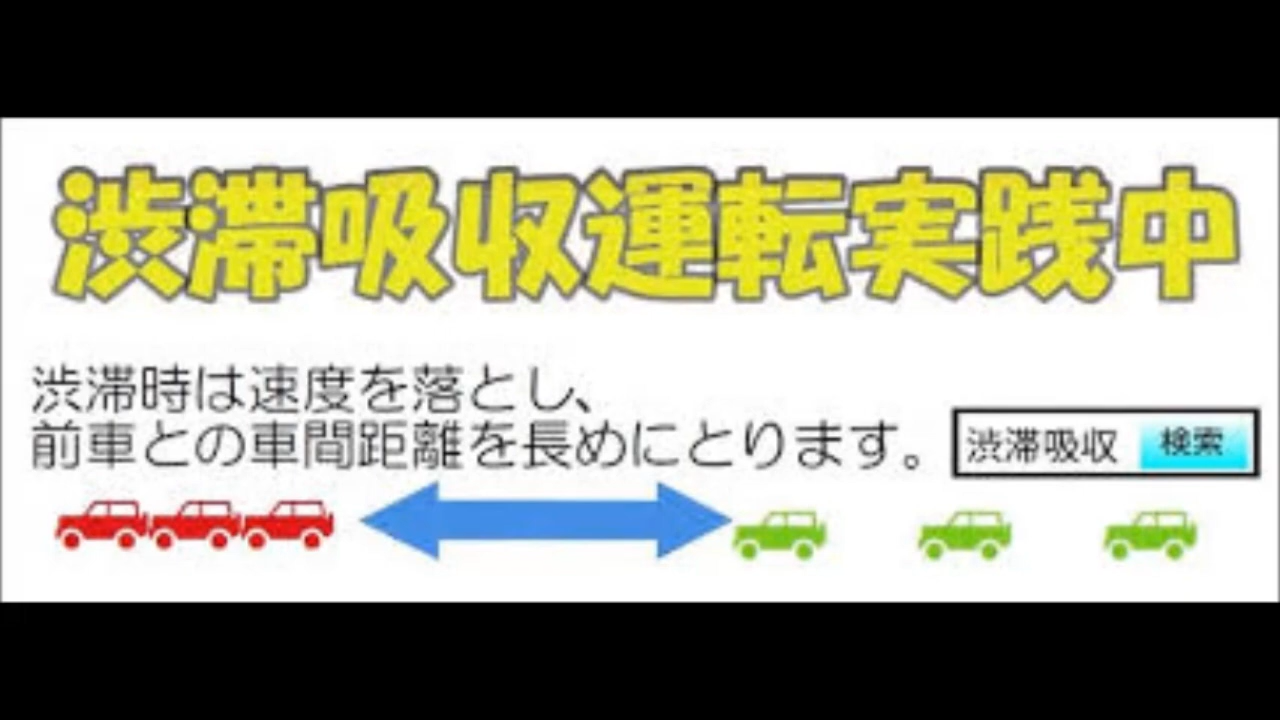 渋滞吸収運転実践中
渋滞時は速度を落とし、
前車との車間距離を長めにとります。
渋滞吸収 検索